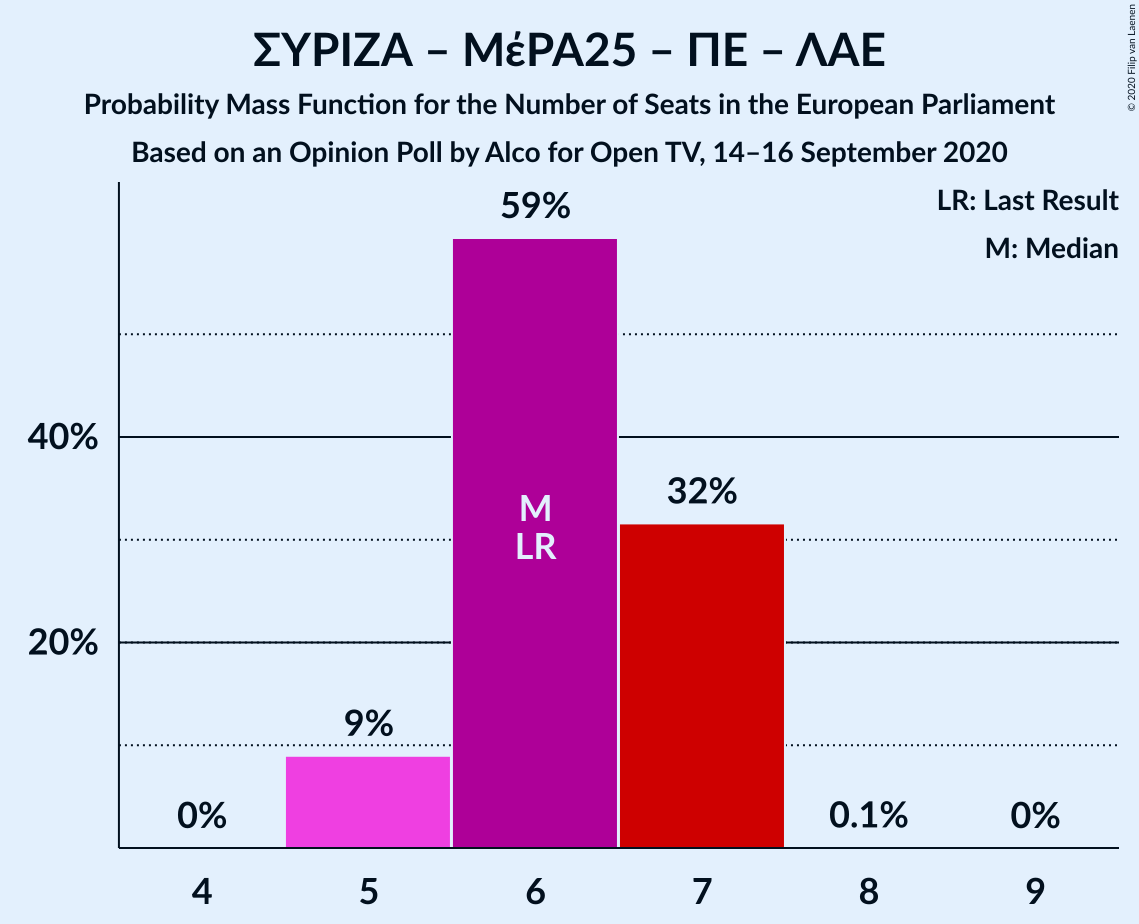 ΣΥΡΙΖΑ – ΜέΡΑ25 – ΠΕ – ΛΑΕ
Probability Mass Function for the Number of Seats in the European Parliament
Based on an Opinion Poll by Alco for Open TV, 14–16 September 2020
© 2020 Filip van Laenen
LR: Last Result
M: Median
59%
40%
32%
M
LR
20%
9%
0%
0.1%
0%
4 5 6 7 8 9